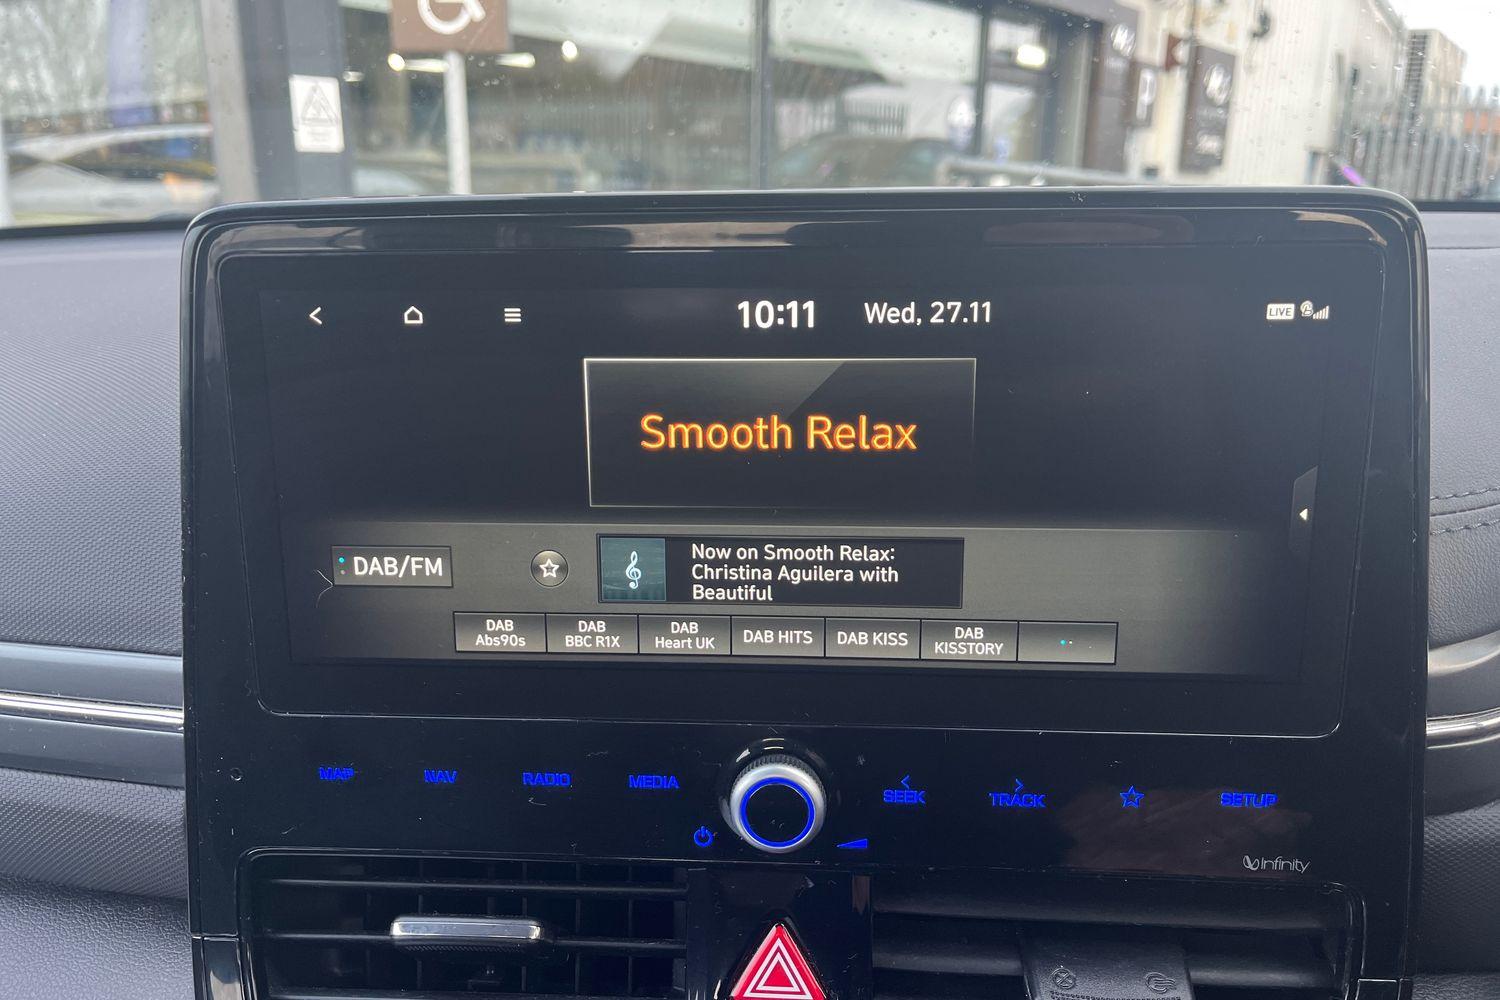 10:11 Wed, 27.11 LIVE
Smooth Relax
DAB/FM
Now on Smooth Relax:
Christina Aguilera with
Beautiful
DAB Abs90s
DAB BBC R1X
DAB Heart UK
DAB HITS
DAB KISS
DAB KISSTORY
MAP NAV RADIO MEDIA SEEK TRACK SETUP
Infinity